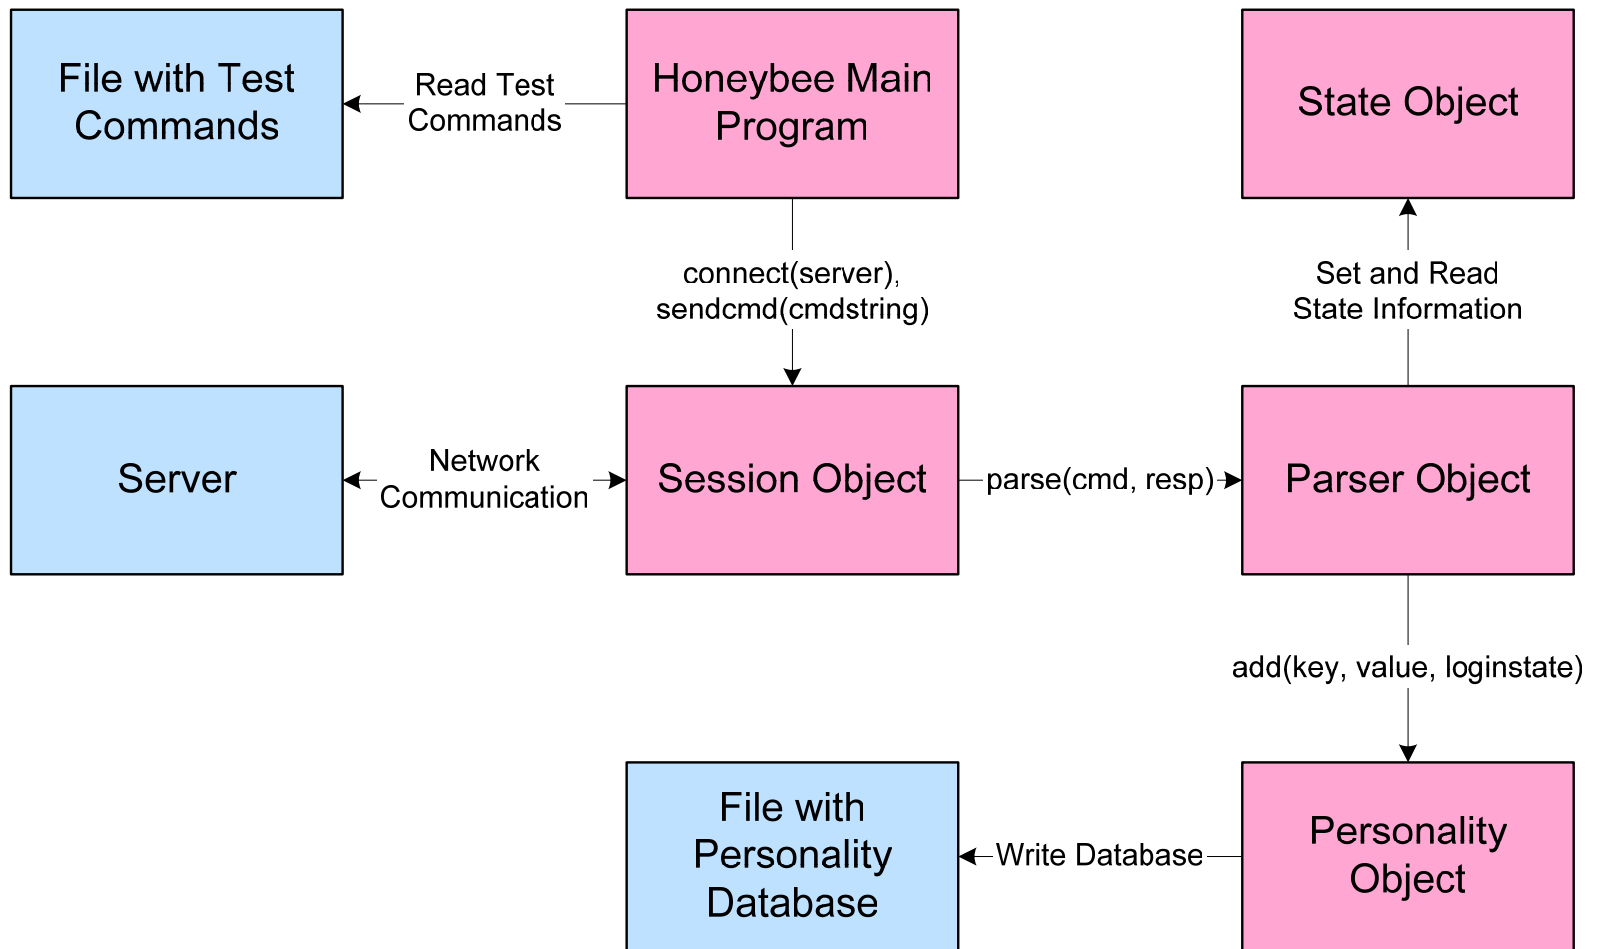 File with Test
Commands
Read Test
Commands
Honeybee Main
Program
State Object
connect(server),
sendcmd(cmdstring)
Set and Read
State Information
Server
Network
Communication
Session Object
parse(cmd, resp)
Parser Object
add(key, value, loginstate)
File with
Personality
Database
Write Database
Personality
Object